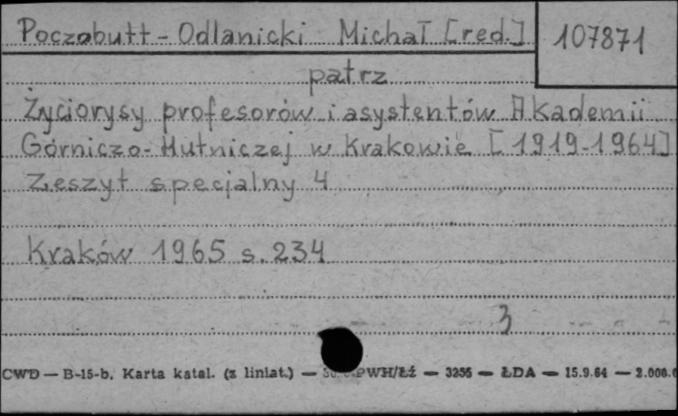 Poczobutt - Odlanicki Michał [red.]
107871
patrz
Życiorysy profesorów i asystentów Akademii
Górniczo-Hutniczej w Krakowie [1919-1964]
Zeszyt specjalny 4
Kraków 1965 s. 234
3
CWD — B-15-b. Karta katal. (z liniat.) — PWH/Łź — 3255 — ŁDA — 15.9.64 — 2.000.0